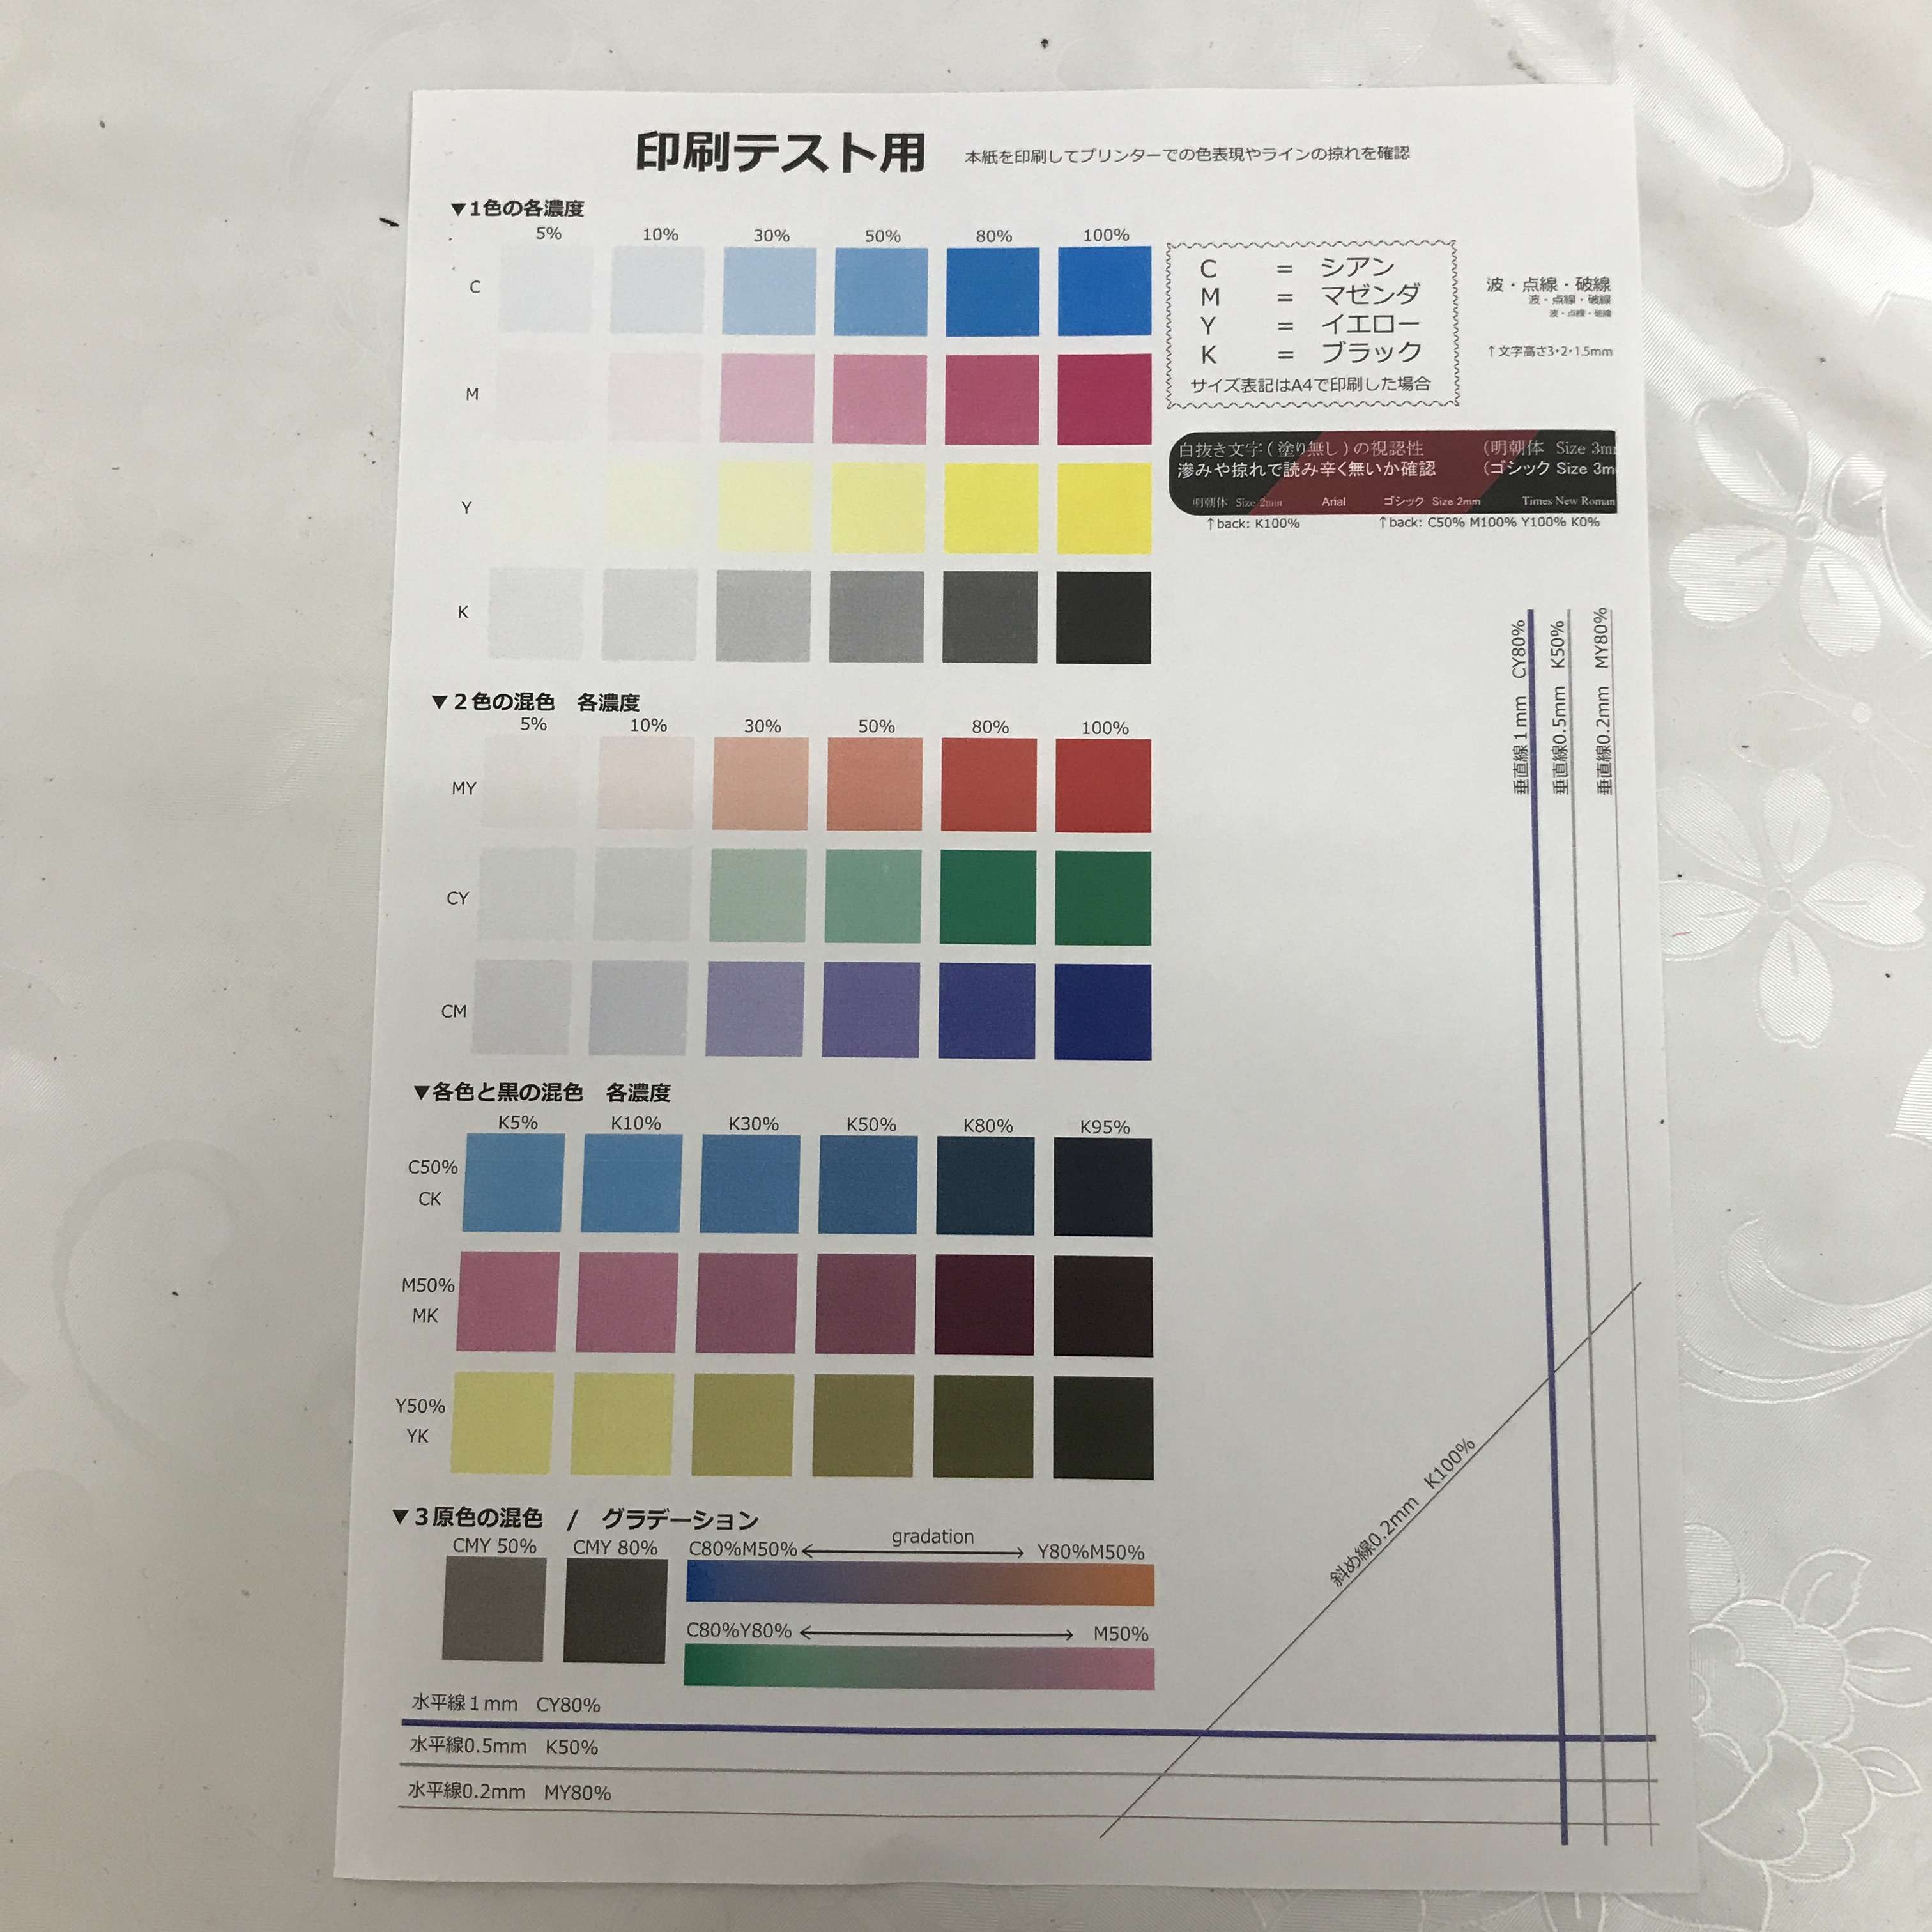 印刷テスト用
本紙を印刷してプリンターでの色表現やラインの掠れを確認
▼1色の各濃度
5% 10% 30% 50% 80% 100%
C
M
Y
K
C = シアン
M = マゼンダ
Y = イエロー
K = ブラック
サイズ表記はA4で印刷した場合
波・点線・破線
波・点線・破線
波・点線・破線
↑文字高さ3・2・1.5mm
白抜き文字(塗り無し)の視認性 (明朝体 Size 3m
滲みや掠れで読み辛く無いか確認 (ゴシック Size 3m
明朝体 Size 2mm Arial ゴシック Size 2mm Times New Roman
↑back: K100% ↑back: C50% M100% Y100% K0%
垂直線1mm CY80%
垂直線0.5mm K50%
垂直線0.2mm MY80%
▼2色の混色 各濃度
5% 10% 30% 50% 80% 100%
MY
CY
CM
▼各色と黒の混色 各濃度
K5% K10% K30% K50% K80% K95%
C50%
CK
M50%
MK
Y50%
YK
斜め線0.2mm K100%
▼3原色の混色 / グラデーション
CMY 50% CMY 80% C80%M50% gradation Y80%M50%
C80%Y80% M50%
水平線1mm CY80%
水平線0.5mm K50%
水平線0.2mm MY80%